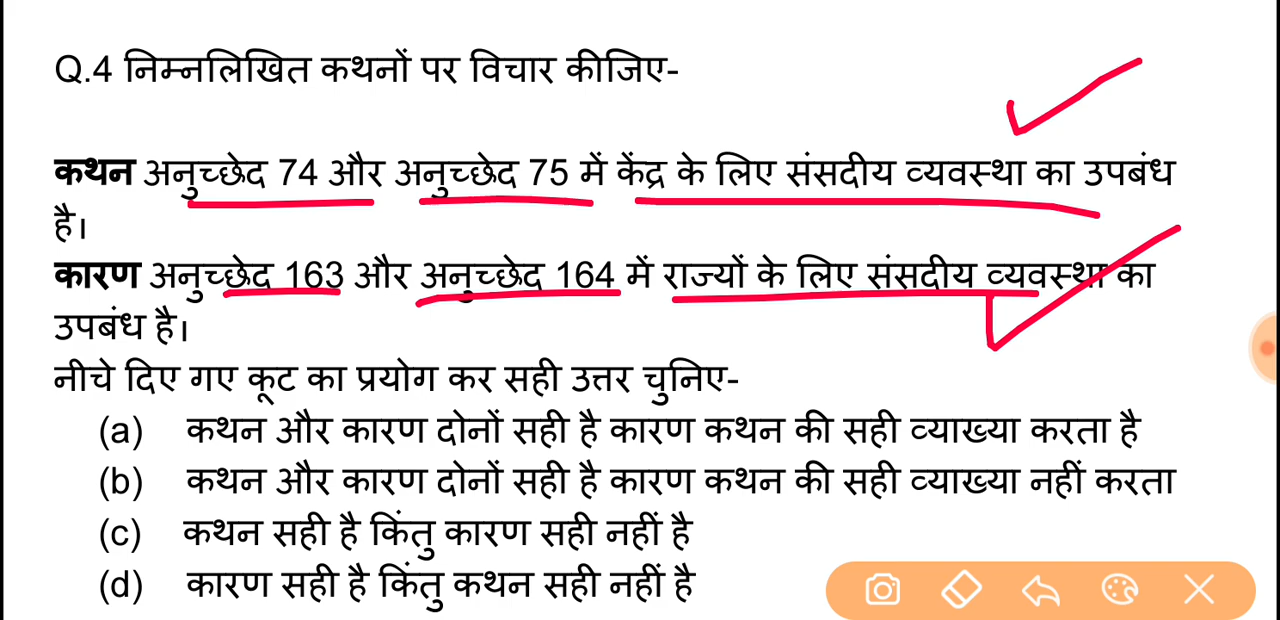 Q.4 निम्नलिखित कथनों पर विचार कीजिए-
कथन अनुच्छेद 74 और अनुच्छेद 75 में केंद्र के लिए संसदीय व्यवस्था का उपबंध
है।
कारण अनुच्छेद 163 और अनुच्छेद 164 में राज्यों के लिए संसदीय व्यवस्था का
उपबंध है।
नीचे दिए गए कूट का प्रयोग कर सही उत्तर चुनिए-
(a) कथन और कारण दोनों सही है कारण कथन की सही व्याख्या करता है
(b) कथन और कारण दोनों सही है कारण कथन की सही व्याख्या नहीं करता
(c) कथन सही है किंतु कारण सही नहीं है
(d) कारण सही है किंतु कथन सही नहीं है